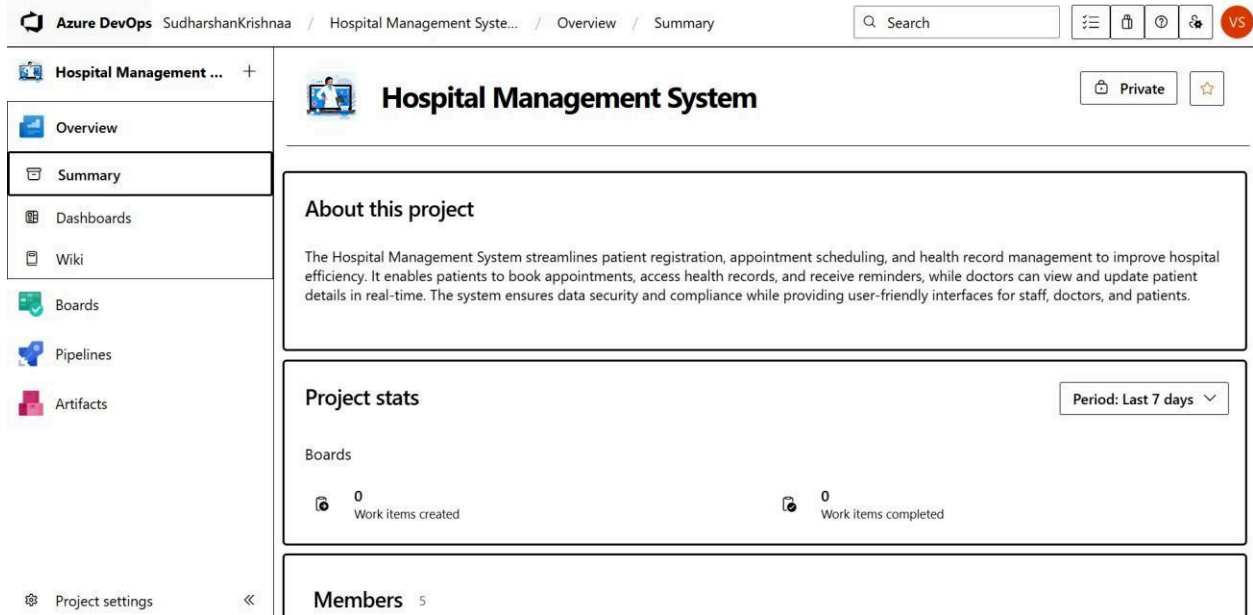 Azure DevOps SudharshanKrishnaa / Hospital Management Syste... / Overview / Summary
Search
VS
Hospital Management ... +
Overview
Summary
Dashboards
Wiki
Boards
Pipelines
Artifacts
Project settings
Hospital Management System
Private
About this project
The Hospital Management System streamlines patient registration, appointment scheduling, and health record management to improve hospital
efficiency. It enables patients to book appointments, access health records, and receive reminders, while doctors can view and update patient
details in real-time. The system ensures data security and compliance while providing user-friendly interfaces for staff, doctors, and patients.
Project stats
Period: Last 7 days
Boards
0
Work items created
0
Work items completed
Members 5